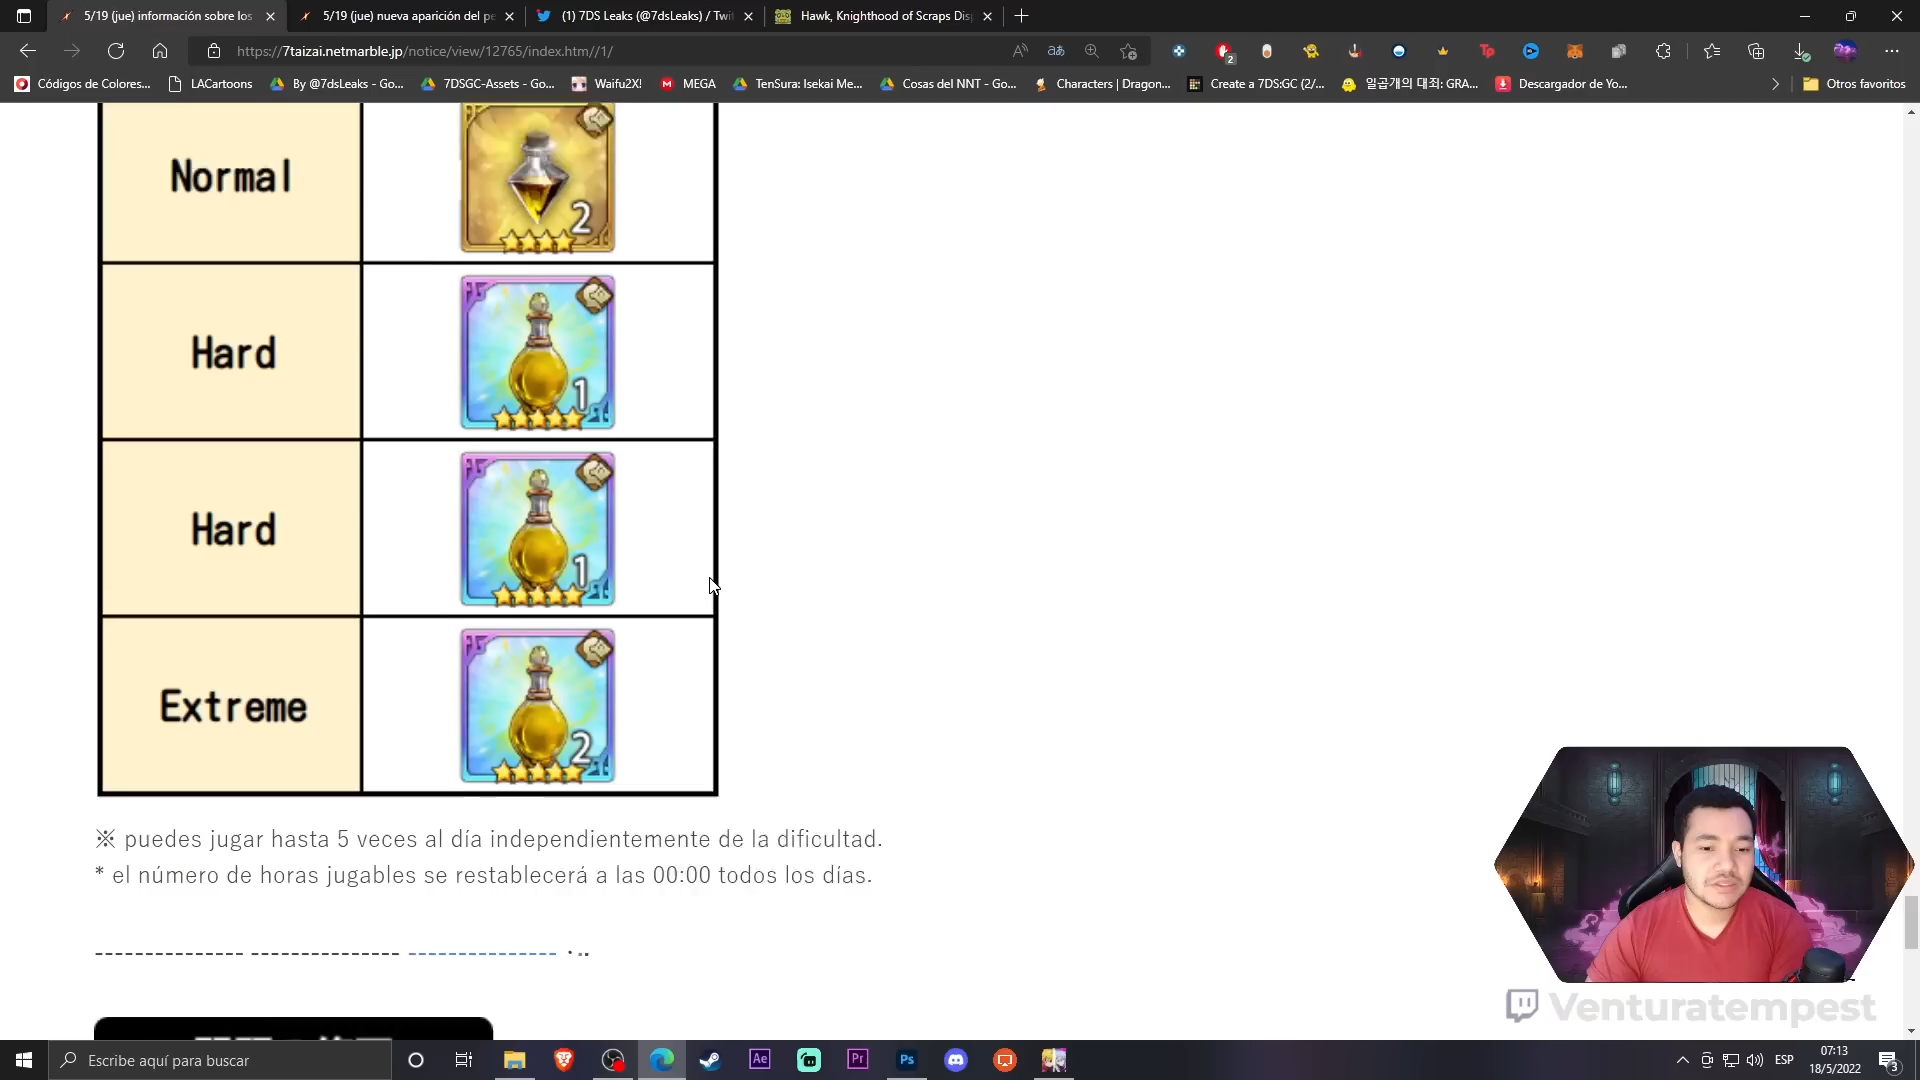 5/19 (jue) información sobre los
5/19 (jue) nueva aparición del pe
(1) 7DS Leaks (@7dsLeaks) / Twit
Hawk, Knighthood of Scraps Dis
https://7taizai.netmarble.jp/notice/view/12765/index.htm//1/
Códigos de Colores...
LACartoons
By @7dsLeaks - Go...
7DSGC-Assets - Go...
Waifu2X!
MEGA
TenSura: Isekai Me...
Cosas del NNT - Go...
Characters | Dragon...
Create a 7DS:GC (2/...
일곱개의 대죄: GRA...
Descargador de Yo...
Otros favoritos
Normal
2
Hard
1
Hard
1
Extreme
2
※ puedes jugar hasta 5 veces al día independientemente de la dificultad.
* el número de horas jugables se restablecerá a las 00:00 todos los días.
Venturatempest
Escribe aquí para buscar
ESP
07:13
18/5/2022
3